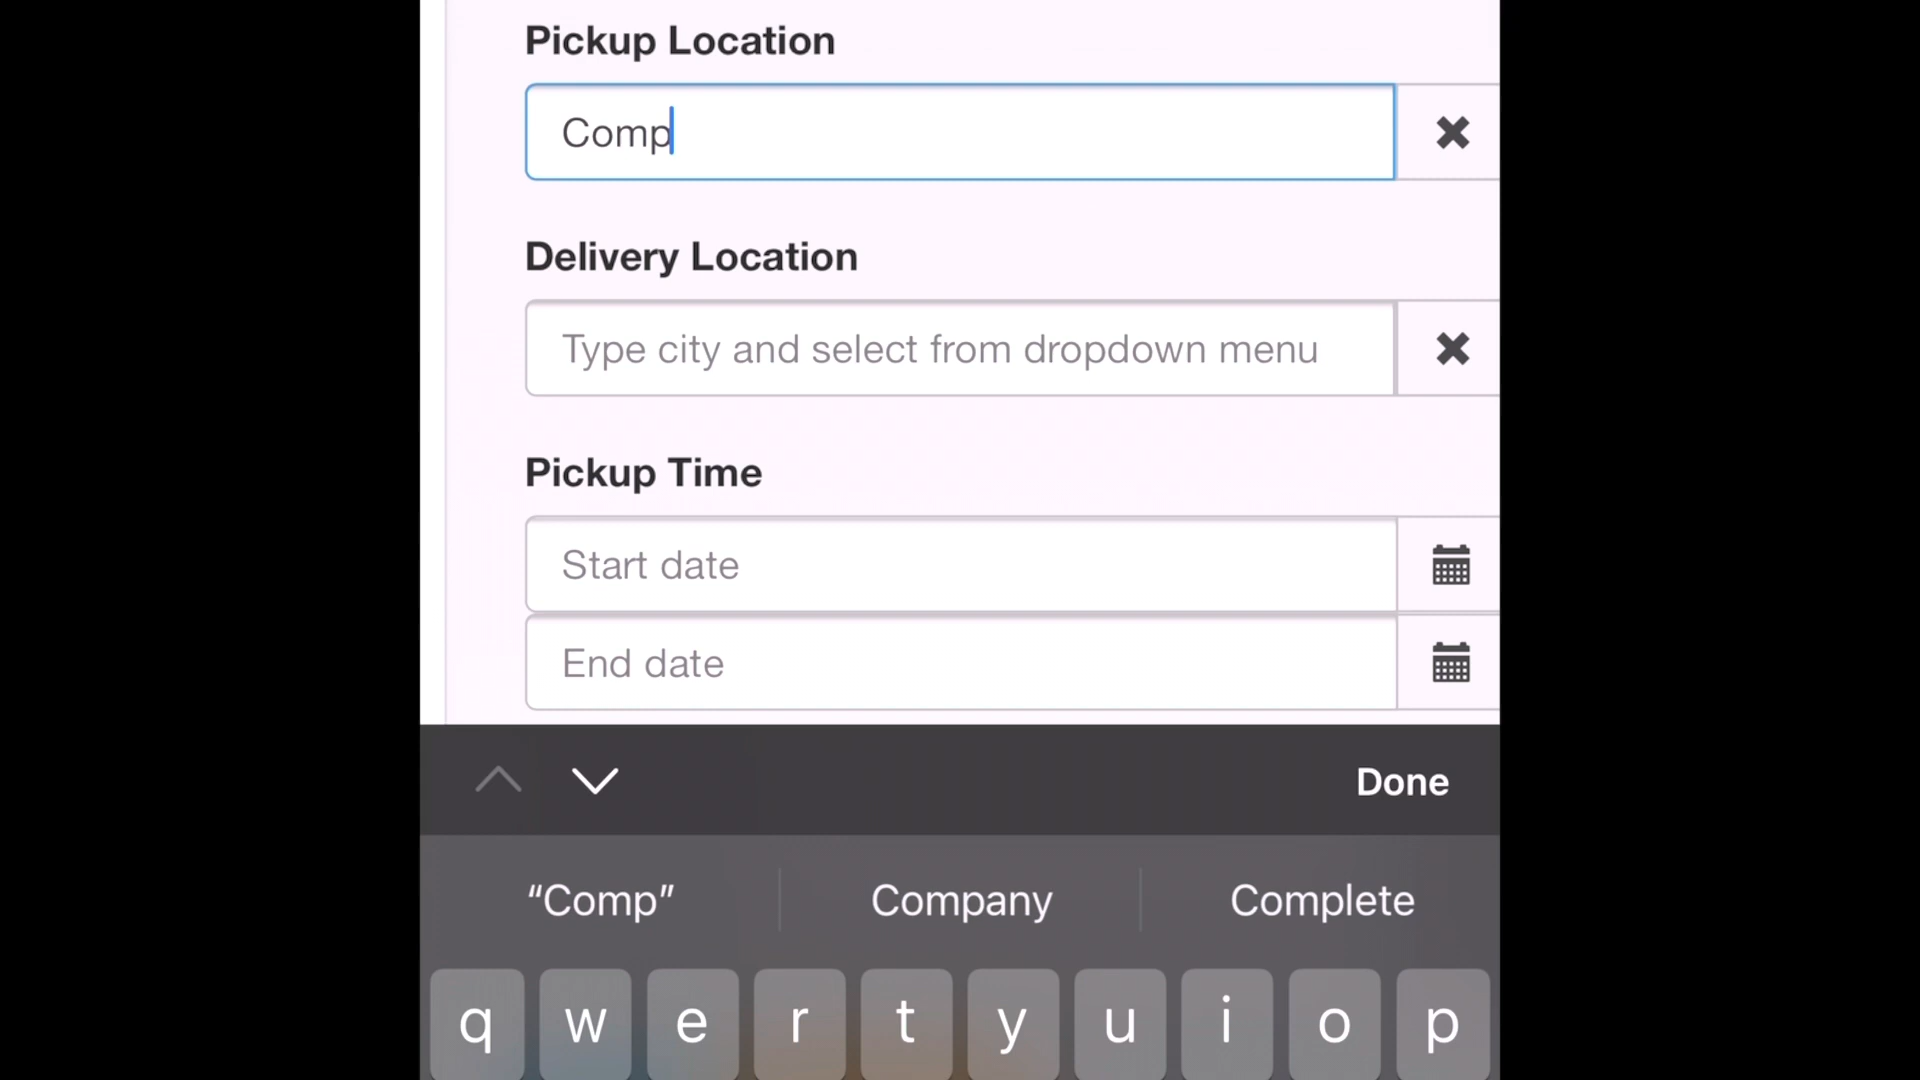 Pickup Location
Comp
Delivery Location
Type city and select from dropdown menu
Pickup Time
Start date
End date
Done
“Comp” Company Complete
q w e r t y u i o p